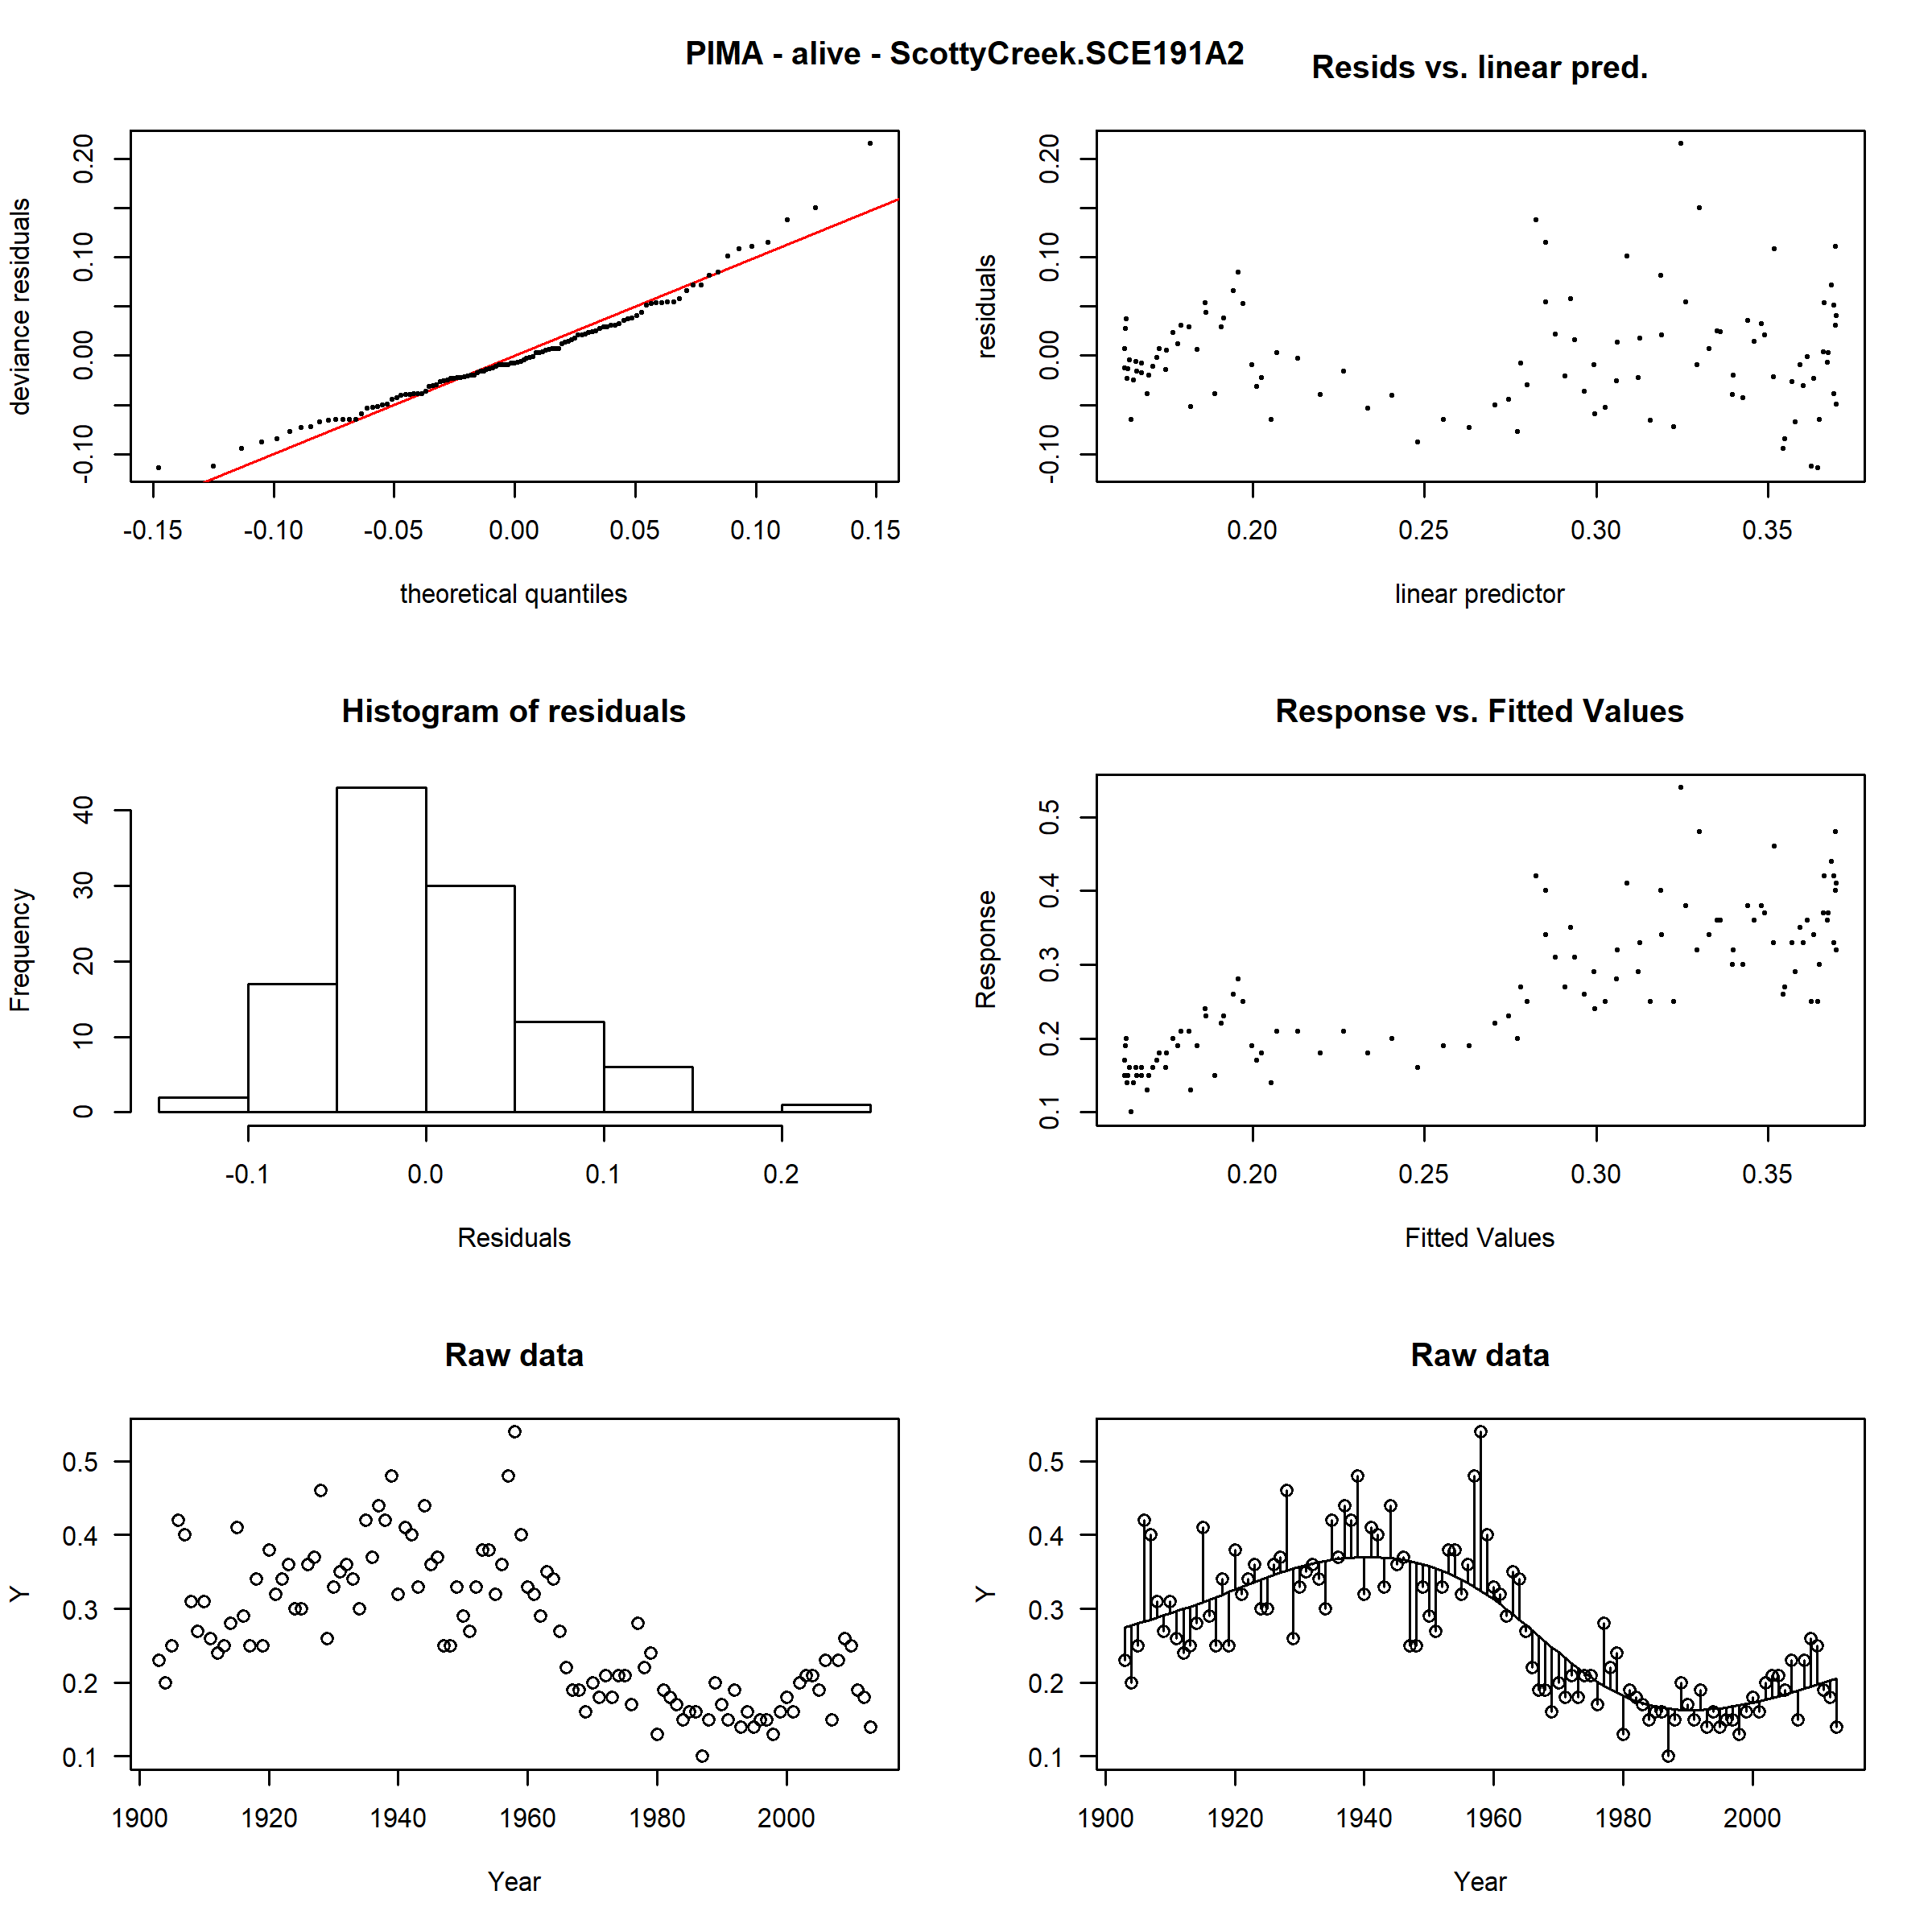 PIMA - alive - ScottyCreek.SCE191A2
Resids vs. linear pred.
deviance residuals
0.20
0.10
0.00
-0.10
-0.15 -0.10 -0.05 0.00 0.05 0.10 0.15
theoretical quantiles
residuals
0.20
0.10
0.00
-0.10
0.20 0.25 0.30 0.35
linear predictor
Histogram of residuals
Frequency
40
30
20
10
0
-0.1 0.0 0.1 0.2
Residuals
Response vs. Fitted Values
Response
0.5
0.4
0.3
0.2
0.1
0.20 0.25 0.30 0.35
Fitted Values
Raw data
Y
0.5
0.4
0.3
0.2
0.1
1900 1920 1940 1960 1980 2000
Year
Raw data
Y
0.5
0.4
0.3
0.2
0.1
1900 1920 1940 1960 1980 2000
Year